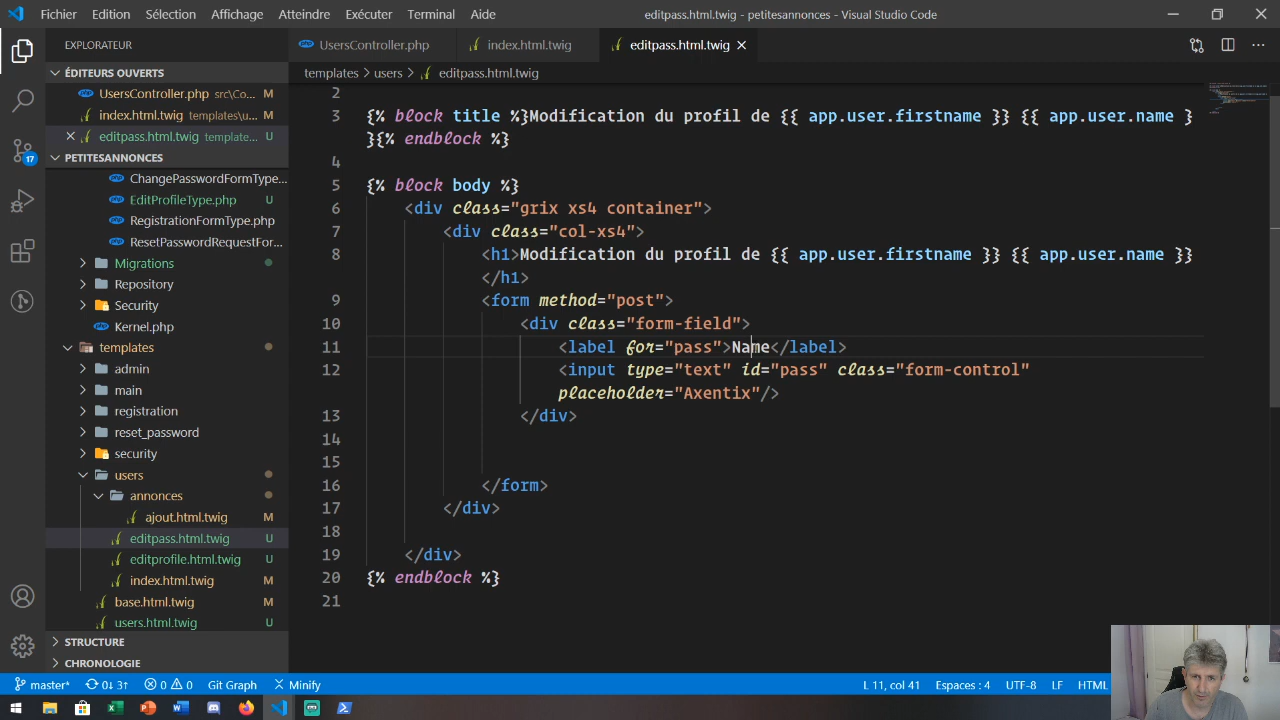 Fichier Edition Sélection Affichage Atteindre Exécuter Terminal Aide editpass.html.twig - petitesannonces - Visual Studio Code
EXPLORATEUR
UsersController.php index.html.twig editpass.html.twig
ÉDITEURS OUVERTS
templates > users > editpass.html.twig
UsersController.php src\Co... M
index.html.twig templates\u... M
editpass.html.twig template... U
PETITESANNONCES
ChangePasswordFormType...
EditProfileType.php U
RegistrationFormType.php
ResetPasswordRequestFor...
Migrations
Repository
Security
Kernel.php
templates
admin
main
registration
reset_password
security
users
annonces
ajout.html.twig M
editpass.html.twig U
editprofile.html.twig U
index.html.twig M
base.html.twig M
users.html.twig U
STRUCTURE
CHRONOLOGIE
17
2
3 {% block title %}Modification du profil de {{ app.user.firstname }} {{ app.user.name }
}{% endblock %}
4
5 {% block body %}
6 <div class="grix xs4 container">
7 <div class="col-xs4">
8 <h1>Modification du profil de {{ app.user.firstname }} {{ app.user.name }}
</h1>
9 <form method="post">
10 <div class="form-field">
11 <label for="pass">Name</label>
12 <input type="text" id="pass" class="form-control"
placeholder="Axentix"/>
13 </div>
14
15
16 </form>
17 </div>
18
19 </div>
20 {% endblock %}
21
master* 0↓ 3↑ 0 0 Git Graph Minify L 11, col 41 Espaces : 4 UTF-8 LF HTML